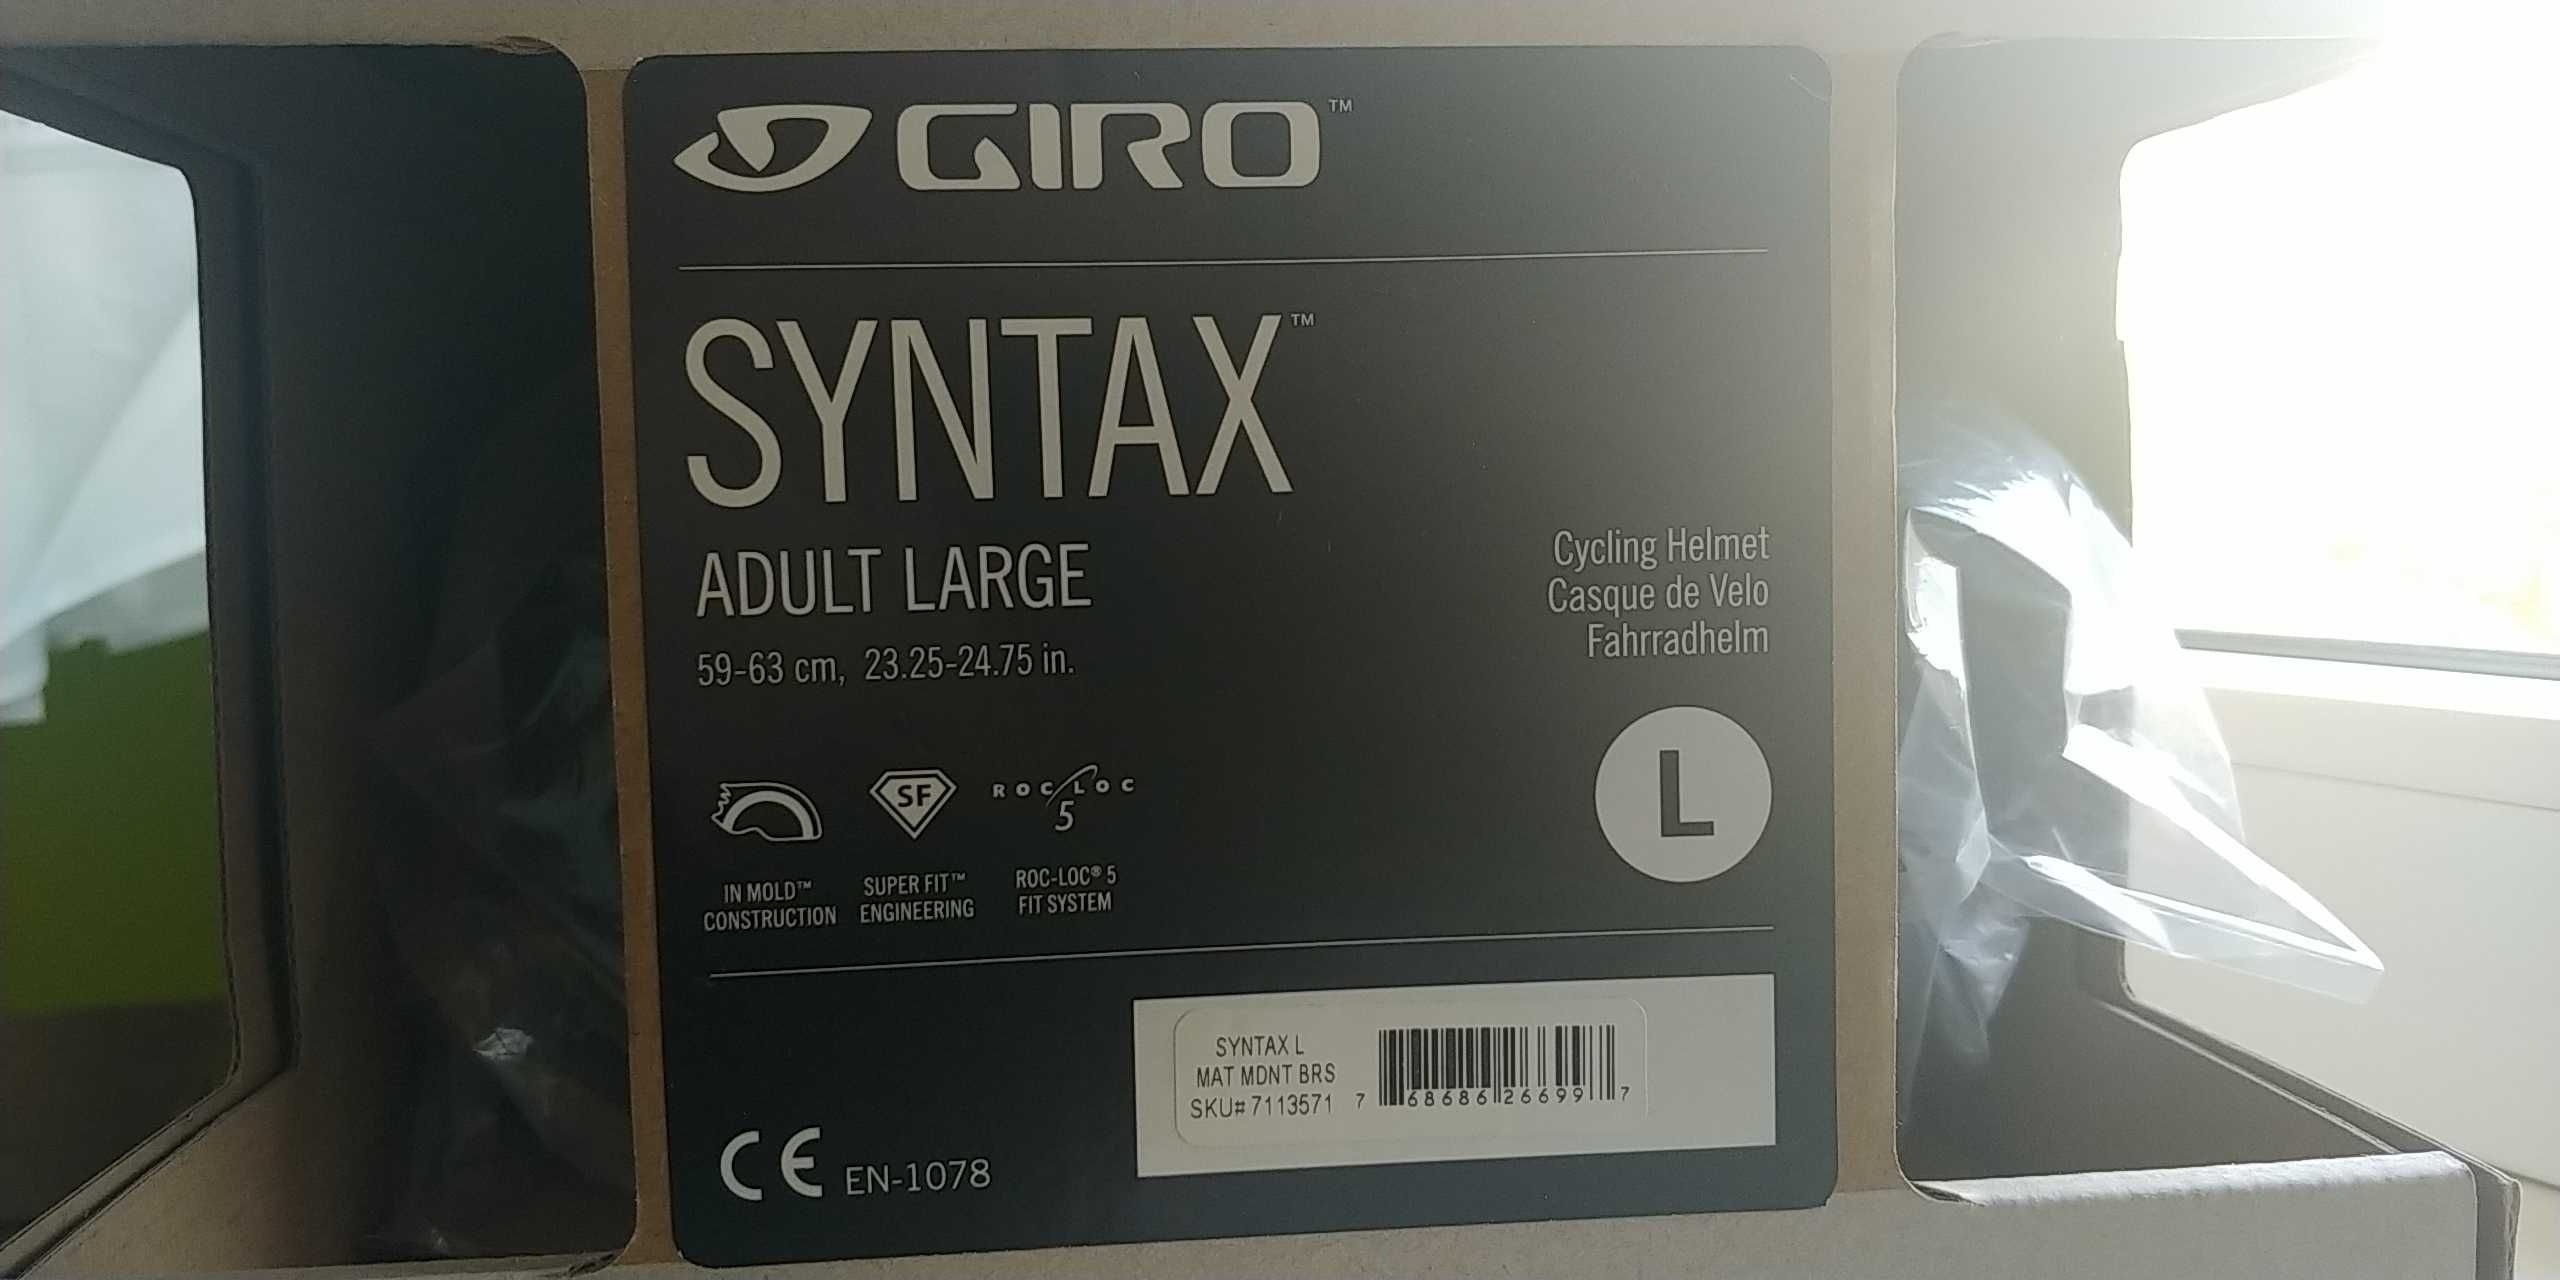 GIRO™
SYNTAX™
ADULT LARGE
59-63 cm, 23.25-24.75 in.
Cycling Helmet
Casque de Velo
Fahrradhelm
L
SF
ROC LOC
5
IN MOLD™
CONSTRUCTION
SUPER FIT™
ENGINEERING
ROC-LOC® 5
FIT SYSTEM
SYNTAX L
MAT MDNT BRS
SKU# 7113571
7 68686 26699 7
CE EN-1078